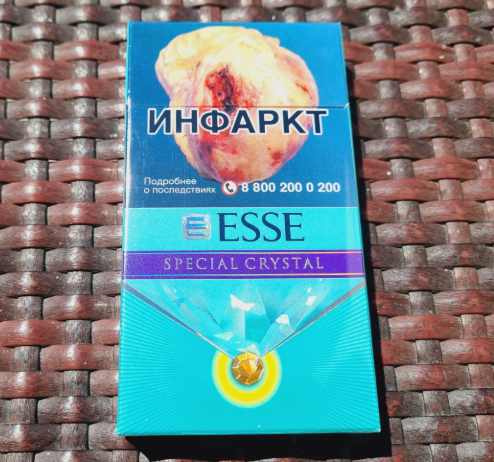 ИНФАРКТ
Подробнее
о последствиях 8 800 200 0 200
ESSE
SPECIAL CRYSTAL